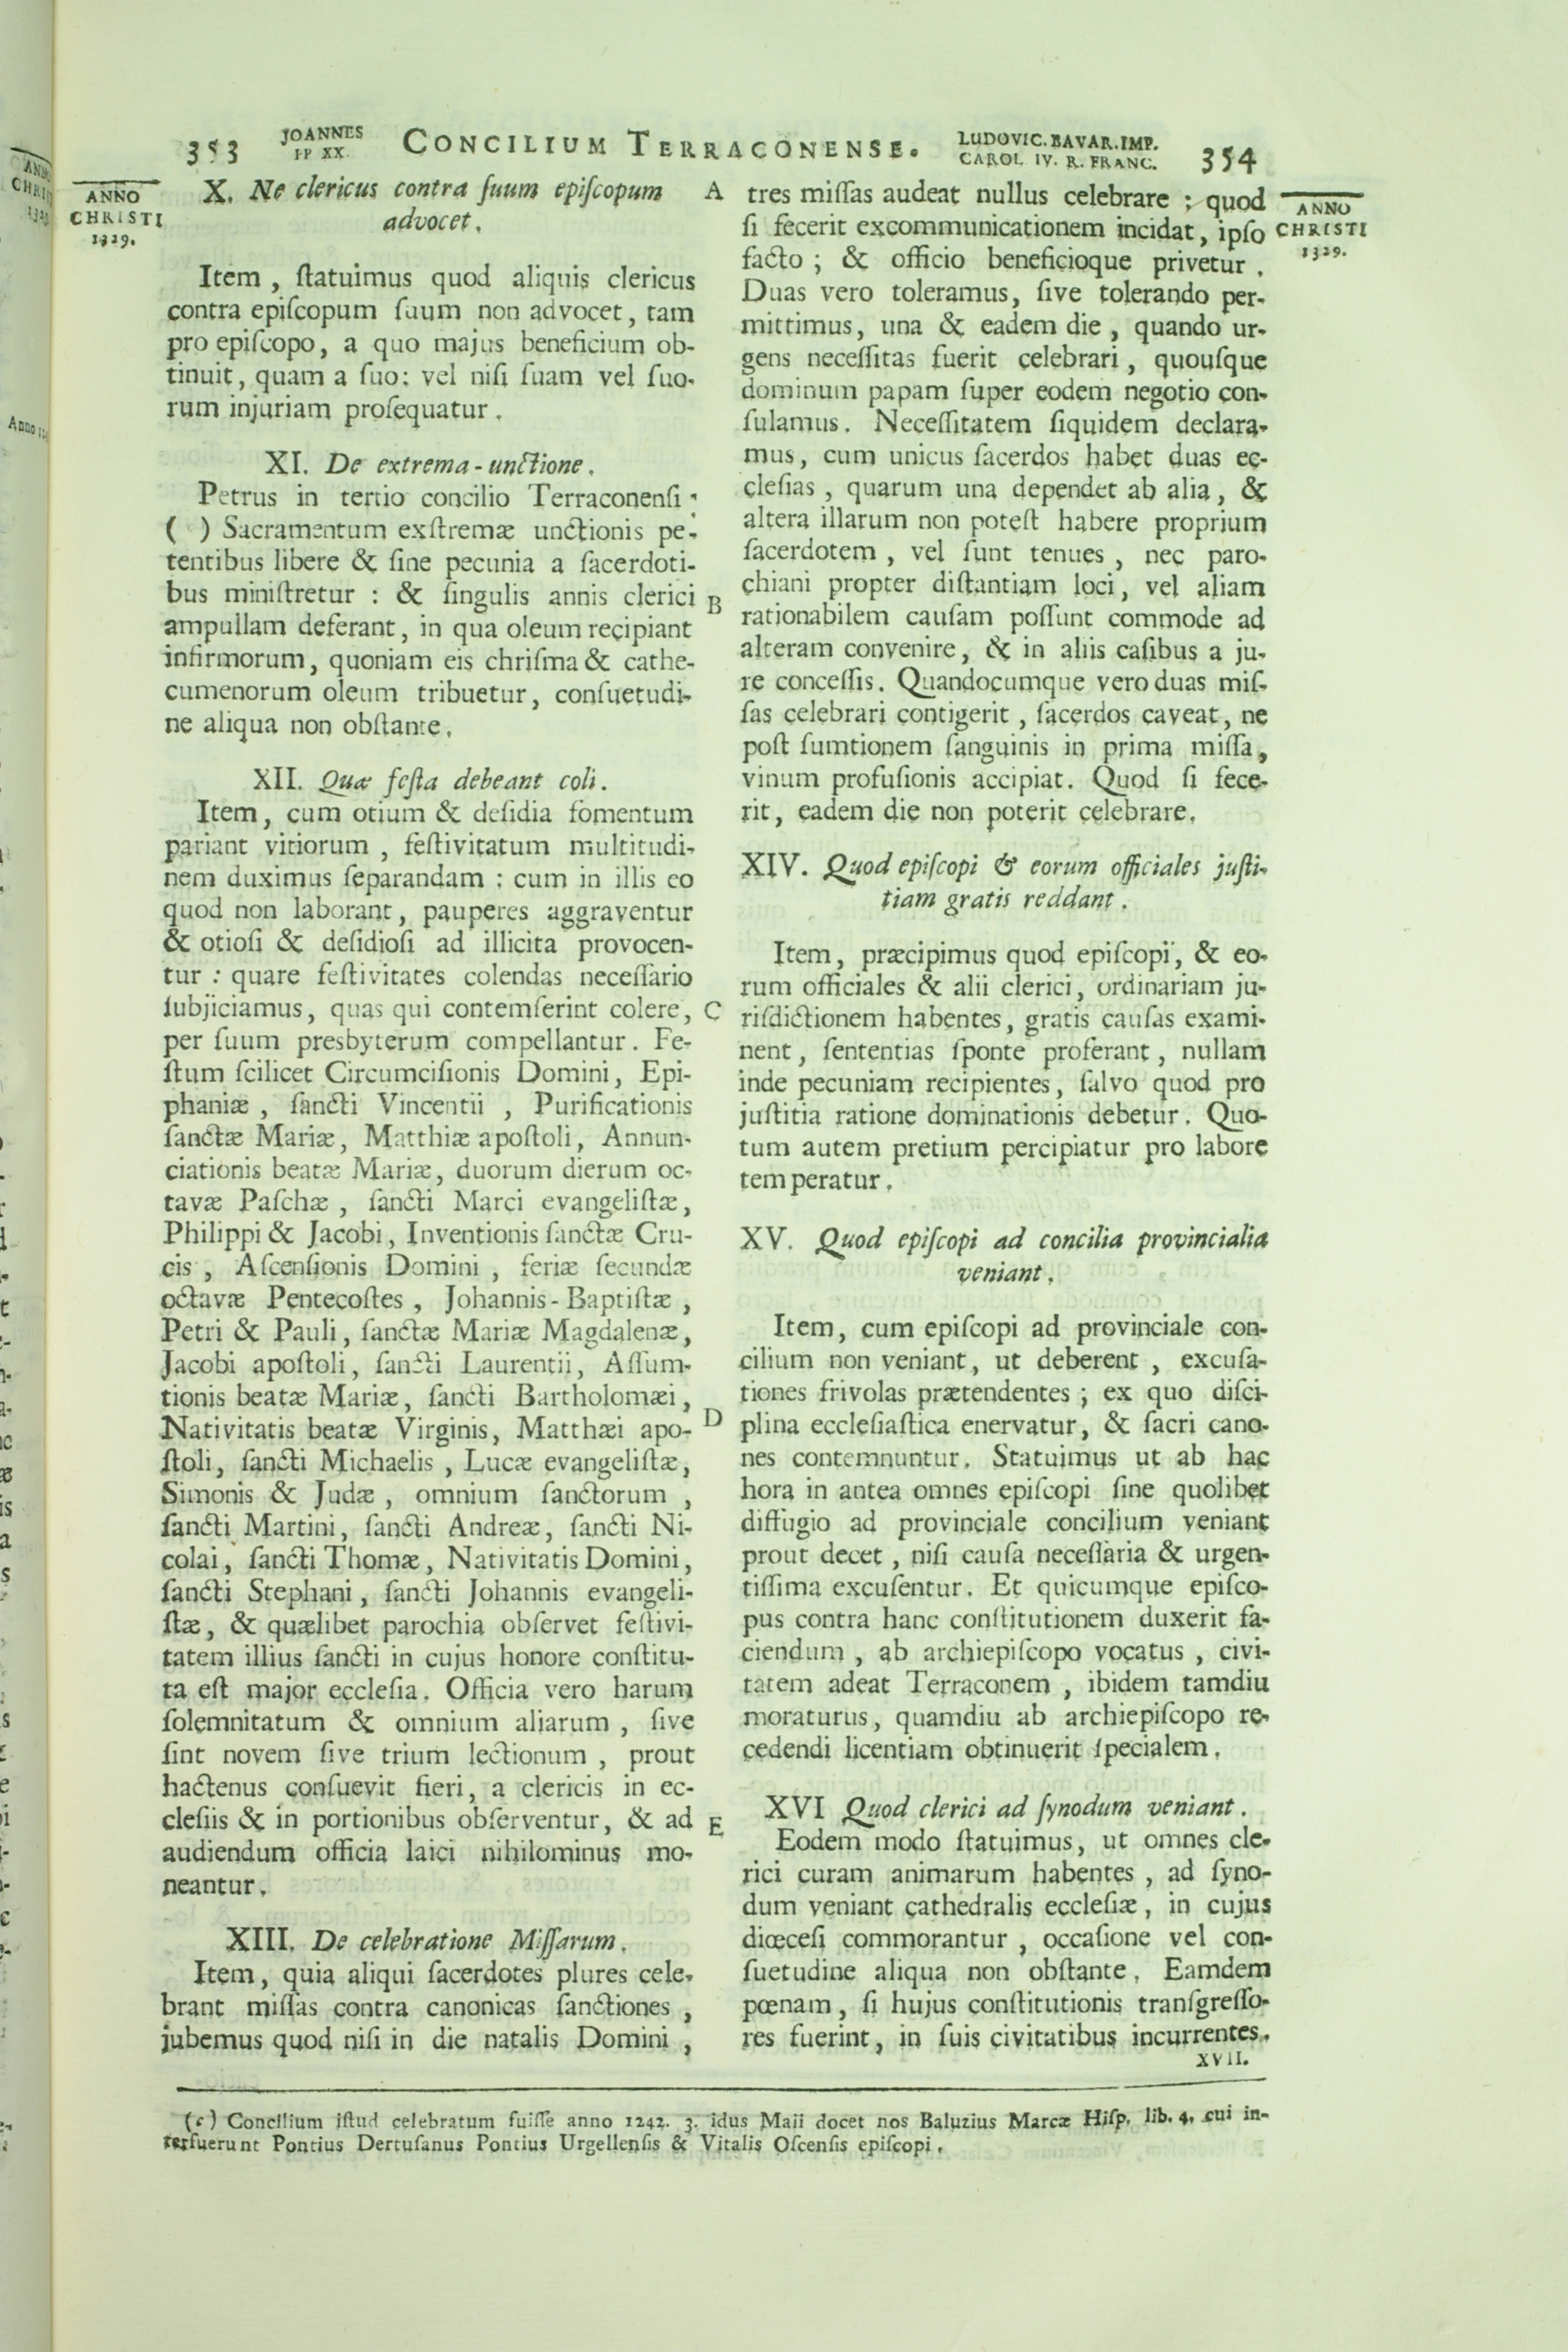 353 JOANNES PP XX. CONCILIUM TERRACONENSE. LUDOVIC. BAVAR. IMP. CAROL IV. R. FRANC. 354
ANNO
CHRISTI
1329.
X. Ne clericus contra ſuum epiſcopum
advocet.
Item, ſtatuimus quod aliquis clericus
contra epiſcopum ſuum non advocet, tam
pro epiſcopo, a quo majus beneficium ob-
tinuit, quam a ſuo: vel niſi ſuam vel ſuo-
rum injuriam proſequatur.
XI. De extrema-unctione.
Petrus in tertio concilio Terraconenſi:
( ) Sacramentum exſtremæ unctionis pe-
tentibus libere & ſine pecunia a ſacerdoti-
bus miniſtretur: & ſingulis annis clerici
ampullam deferant, in qua oleum recipiant
infirmorum, quoniam eis chriſma & cathe-
cumenorum oleum tribuetur, conſuetudi-
ne aliqua non obſtante.
XII. Quæ feſta debeant coli.
Item, cum otium & deſidia fomentum
pariant vitiorum, feſtivitatum multitudi-
nem duximus ſeparandam: cum in illis eo
quod non laborant, pauperes aggraventur
& otioſi & deſidioſi ad illicita provocen-
tur: quare feſtivitates colendas neceſſario
ſubjiciamus, quas qui contemſerint colere,
per ſuum presbyterum compellantur. Fe-
ſtum ſcilicet Circumciſionis Domini, Epi-
phaniæ, ſancti Vincentii, Purificationis
ſanctæ Mariæ, Matthiæ apoſtoli, Annun-
ciationis beatæ Mariæ, duorum dierum oc-
tavæ Paſchæ, ſancti Marci evangeliſtæ,
Philippi & Jacobi, Inventionis ſanctæ Cru-
cis, Aſcenſionis Domini, feriæ ſecundæ
octavæ Pentecoſtes, Johannis-Baptiſtæ,
Petri & Pauli, ſanctæ Mariæ Magdalenæ,
Jacobi apoſtoli, ſancti Laurentii, Aſſum-
tionis beatæ Mariæ, ſancti Bartholomæi,
Nativitatis beatæ Virginis, Matthæi apo-
ſtoli, ſancti Michaelis, Lucæ evangeliſtæ,
Simonis & Judæ, omnium ſanctorum,
ſancti Martini, ſancti Andreæ, ſancti Ni-
colai, ſancti Thomæ, Nativitatis Domini,
ſancti Stephani, ſancti Johannis evangeli-
ſtæ, & quælibet parochia obſervet feſtivi-
tatem illius ſancti in cujus honore conſtitu-
ta eſt major eccleſia. Officia vero harum
ſolemnitatum & omnium aliarum, ſive
ſint novem ſive trium lectionum, prout
hactenus conſuevit fieri, a clericis in ec-
cleſiis & in portionibus obſerventur, & ad
audiendum officia laici nihilominus mo-
neantur.
XIII. De celebratione Miſſarum.
Item, quia aliqui ſacerdotes plures cele-
brant miſſas contra canonicas ſanctiones,
jubemus quod niſi in die natalis Domini,
A
B
C
D
E
tres miſſas audeat nullus celebrare; quod
ſi fecerit excommunicationem incidat, ipſo
facto; & officio beneficioque privetur.
Duas vero toleramus, ſive tolerando per-
mittimus, una & eadem die, quando ur-
gens neceſſitas fuerit celebrari, quouſque
dominum papam ſuper eodem negotio con-
ſulamus. Neceſſitatem ſiquidem declara-
mus, cum unicus ſacerdos habet duas ec-
cleſias, quarum una dependet ab alia, &
altera illarum non poteſt habere proprium
ſacerdotem, vel ſunt tenues, nec paro-
chiani propter diſtantiam loci, vel aliam
rationabilem cauſam poſſunt commode ad
alteram convenire, & in aliis caſibus a ju-
re conceſſis. Quandocumque vero duas miſ-
ſas celebrari contigerit, ſacerdos caveat, ne
poſt ſumtionem ſanguinis in prima miſſa,
vinum profuſionis accipiat. Quod ſi fece-
rit, eadem die non poterit celebrare.
XIV. Quod epiſcopi & eorum officiales juſti-
tiam gratis reddant.
Item, præcipimus quod epiſcopi, & eo-
rum officiales & alii clerici, ordinariam ju-
riſdictionem habentes, gratis cauſas exami-
nent, ſententias ſponte proferant, nullam
inde pecuniam recipientes, ſalvo quod pro
juſtitia ratione dominationis debetur. Quo-
tum autem pretium percipiatur pro labore
temperatur.
XV. Quod epiſcopi ad concilia provincialia
veniant.
Item, cum epiſcopi ad provinciale con-
cilium non veniant, ut deberent, excuſa-
tiones frivolas prætendentes; ex quo diſci-
plina eccleſiaſtica enervatur, & ſacri cano-
nes contemnuntur. Statuimus ut ab hac
hora in antea omnes epiſcopi ſine quolibet
diffugio ad provinciale concilium veniant
prout decet, niſi cauſa neceſſaria & urgen-
tiſſima excuſentur. Et quicumque epiſco-
pus contra hanc conſtitutionem duxerit fa-
ciendum, ab archiepiſcopo vocatus, civi-
tatem adeat Terraconem, ibidem tamdiu
moraturus, quamdiu ab archiepiſcopo re-
cedendi licentiam obtinuerit ſpecialem.
XVI Quod clerici ad ſynodum veniant.
Eodem modo ſtatuimus, ut omnes cle-
rici curam animarum habentes, ad ſyno-
dum veniant cathedralis eccleſiæ, in cujus
diœceſi commorantur, occaſione vel con-
ſuetudine aliqua non obſtante. Eamdem
pœnam, ſi hujus conſtitutionis tranſgreſſo-
res fuerint, in ſuis civitatibus incurrentes.
XVII.
ANNO
CHRISTI
1329.
(c) Concilium iſtud celebratum fuiſſe anno 1242. 3. idus Maii docet nos Baluzius Marcæ Hiſp. lib. 4. cui in-
terfuerunt Pontius Dertuſanus Pontius Urgellenſis & Vitalis Oſcenſis epiſcopi.